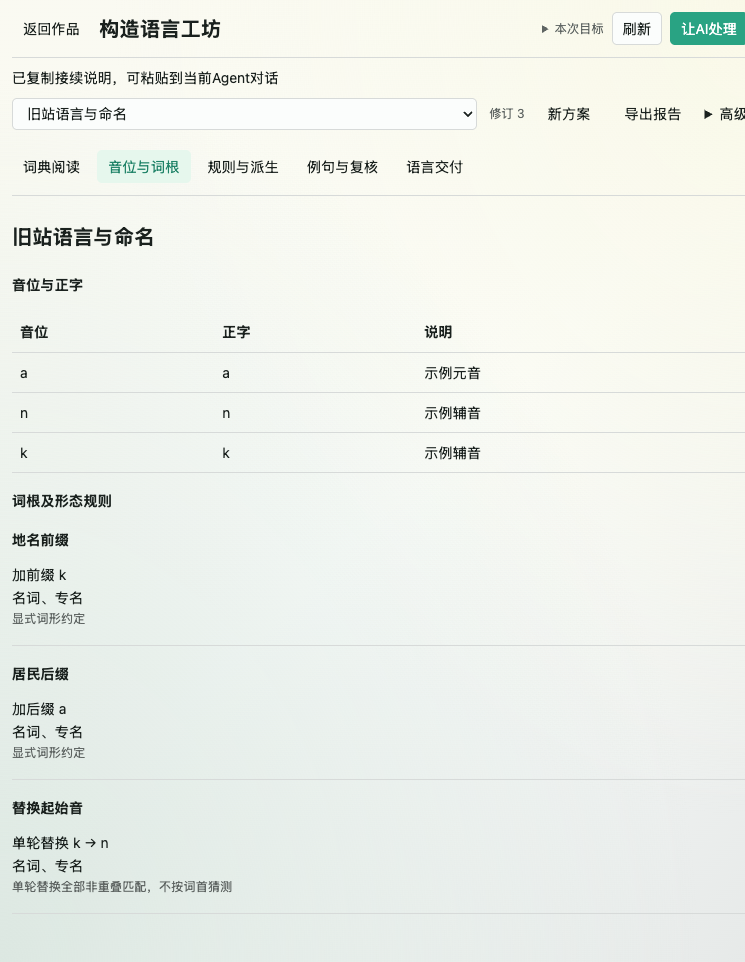 返回作品 构造语言工坊 ▶ 本次目标 刷新 让AI处理
已复制接续说明，可粘贴到当前Agent对话
旧站语言与命名 修订 3 新方案 导出报告 ▶ 高级
词典阅读 音位与词根 规则与派生 例句与复核 语言交付
旧站语言与命名
音位与正字
音位 正字 说明
a a 示例元音
n n 示例辅音
k k 示例辅音
词根及形态规则
地名前缀
加前缀 k
名词、专名
显式词形约定
居民后缀
加后缀 a
名词、专名
显式词形约定
替换起始音
单轮替换 k → n
名词、专名
单轮替换全部非重叠匹配，不按词首猜测